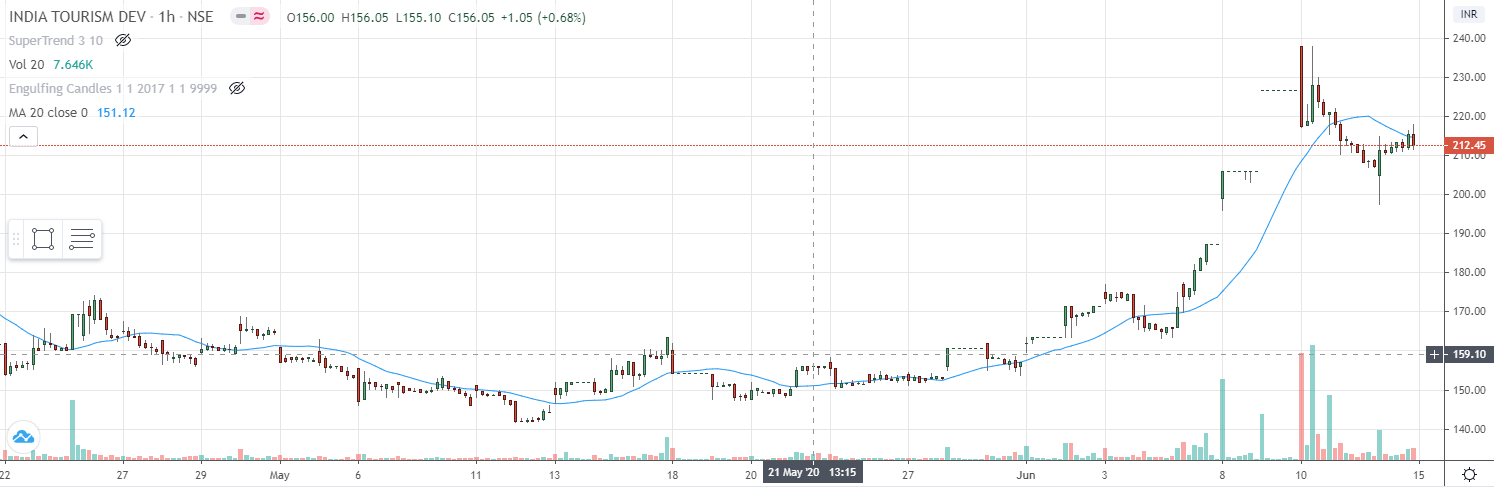 INDIA TOURISM DEV · 1h · NSE O156.00 H156.05 L155.10 C156.05 +1.05 (+0.68%)
INR
SuperTrend 3 10
Vol 20 7.646K
Engulfing Candles 1 1 2017 1 1 9999
MA 20 close 0 151.12
240.00
230.00
220.00
212.45
210.00
200.00
190.00
180.00
170.00
159.10
150.00
140.00
22 27 29 May 6 11 13 18 20 21 May '20 13:15 27 Jun 3 8 10 15